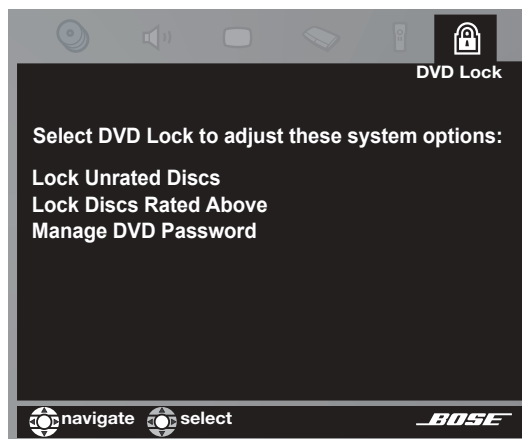 DVD Lock
Select DVD Lock to adjust these system options:
Lock Unrated Discs
Lock Discs Rated Above
Manage DVD Password
navigate select BOSE